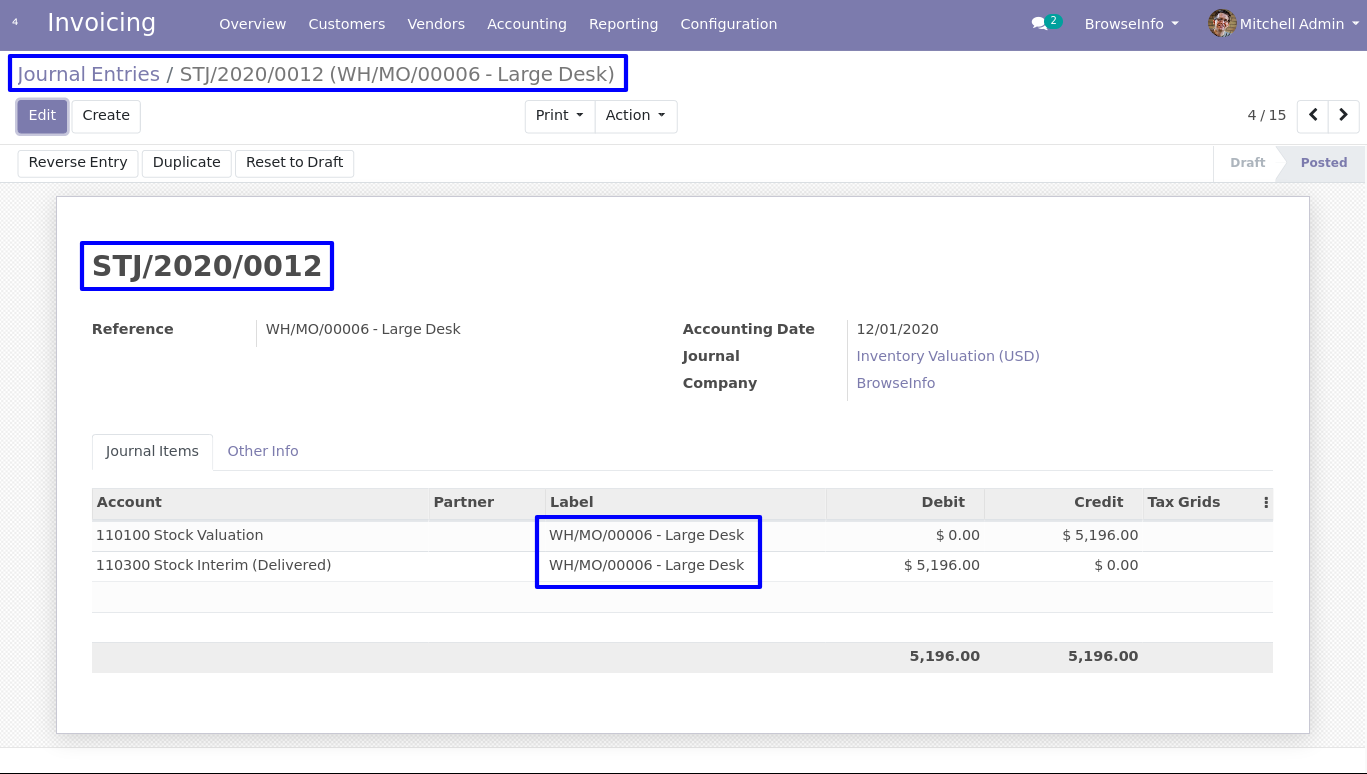 4 Invoicing Overview Customers Vendors Accounting Reporting Configuration 2 BrowseInfo Mitchell Admin
Journal Entries / STJ/2020/0012 (WH/MO/00006 - Large Desk)
Edit Create Print Action 4 / 15
Reverse Entry Duplicate Reset to Draft Draft Posted
STJ/2020/0012
Reference WH/MO/00006 - Large Desk Accounting Date 12/01/2020
Journal Inventory Valuation (USD)
Company BrowseInfo
Journal Items Other Info
Account Partner Label Debit Credit Tax Grids
110100 Stock Valuation WH/MO/00006 - Large Desk $ 0.00 $ 5,196.00
110300 Stock Interim (Delivered) WH/MO/00006 - Large Desk $ 5,196.00 $ 0.00
5,196.00 5,196.00